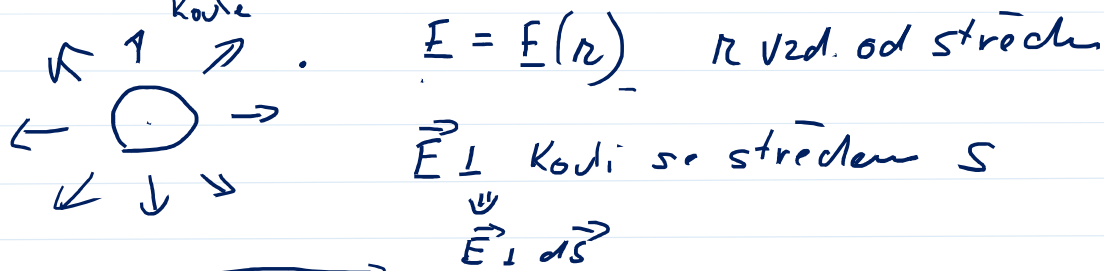 Koule
E = E(r) r vzd. od středu
E⃗ ⊥ kouli se středem S
⇓
E⃗ ⊥ dS⃗